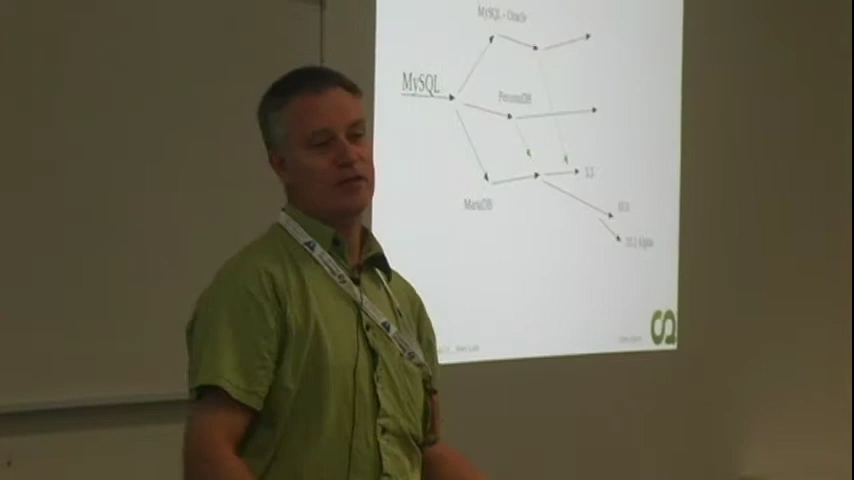 MySQL - Oracle
MySQL
PerconaDB
MariaDB
5.5
10.0
10.1 Alpha